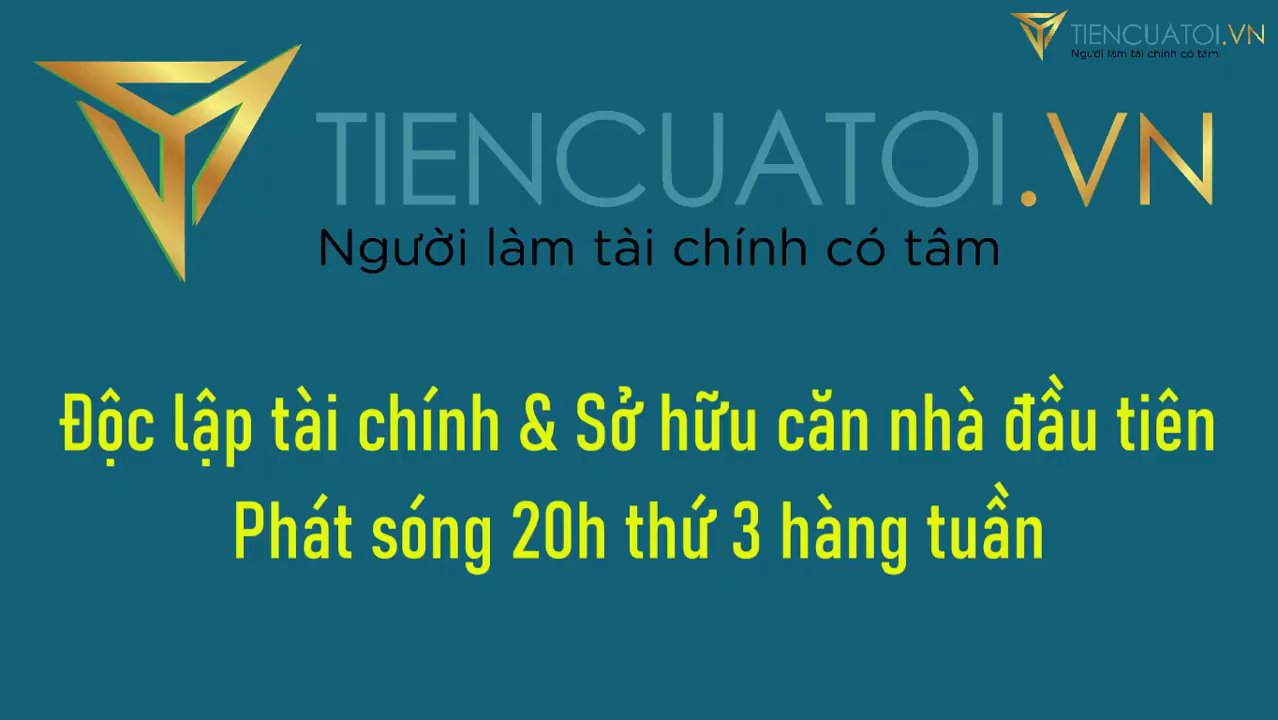 TIENCUATOI.VN
Người làm tài chính có tâm
TIENCUATOI.VN
Người làm tài chính có tâm
Độc lập tài chính & Sở hữu căn nhà đầu tiên
Phát sóng 20h thứ 3 hàng tuần